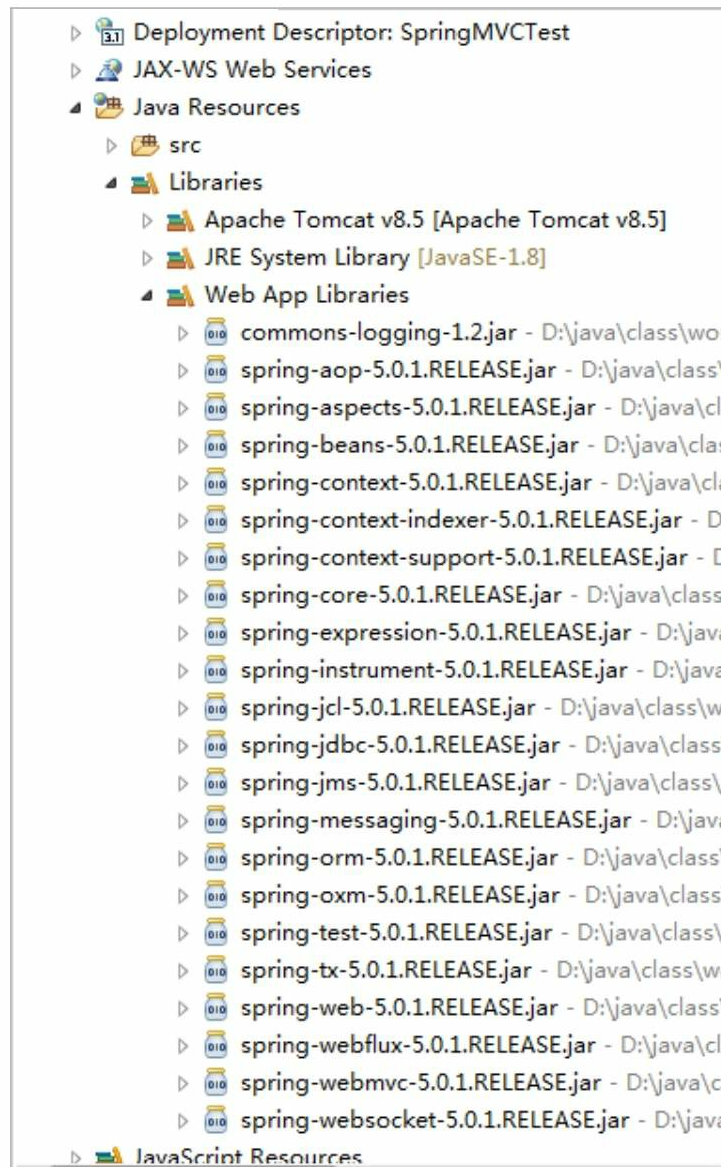 Deployment Descriptor: SpringMVCTest
JAX-WS Web Services
Java Resources
src
Libraries
Apache Tomcat v8.5 [Apache Tomcat v8.5]
JRE System Library [JavaSE-1.8]
Web App Libraries
commons-logging-1.2.jar - D:\java\class\wo
spring-aop-5.0.1.RELEASE.jar - D:\java\class\
spring-aspects-5.0.1.RELEASE.jar - D:\java\cl
spring-beans-5.0.1.RELEASE.jar - D:\java\clas
spring-context-5.0.1.RELEASE.jar - D:\java\cla
spring-context-indexer-5.0.1.RELEASE.jar - D
spring-context-support-5.0.1.RELEASE.jar - D
spring-core-5.0.1.RELEASE.jar - D:\java\class
spring-expression-5.0.1.RELEASE.jar - D:\java
spring-instrument-5.0.1.RELEASE.jar - D:\java
spring-jcl-5.0.1.RELEASE.jar - D:\java\class\w
spring-jdbc-5.0.1.RELEASE.jar - D:\java\class
spring-jms-5.0.1.RELEASE.jar - D:\java\class\
spring-messaging-5.0.1.RELEASE.jar - D:\java
spring-orm-5.0.1.RELEASE.jar - D:\java\class\
spring-oxm-5.0.1.RELEASE.jar - D:\java\class
spring-test-5.0.1.RELEASE.jar - D:\java\class\
spring-tx-5.0.1.RELEASE.jar - D:\java\class\wo
spring-web-5.0.1.RELEASE.jar - D:\java\class\
spring-webflux-5.0.1.RELEASE.jar - D:\java\cl
spring-webmvc-5.0.1.RELEASE.jar - D:\java\c
spring-websocket-5.0.1.RELEASE.jar - D:\java
JavaScript Resources